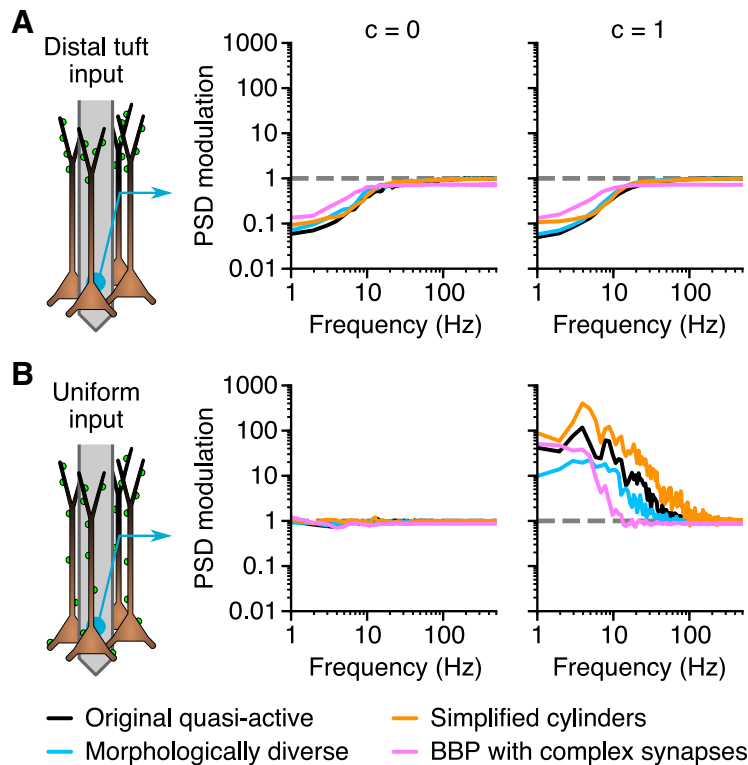 A
Distal tuft
input
c = 0
c = 1
PSD modulation
1000
100
10
1
0.1
0.01
1
10
100
Frequency (Hz)
1
10
100
Frequency (Hz)
B
Uniform
input
PSD modulation
1000
100
10
1
0.1
0.01
1
10
100
Frequency (Hz)
1
10
100
Frequency (Hz)
Original quasi-active
Simplified cylinders
Morphologically diverse
BBP with complex synapses